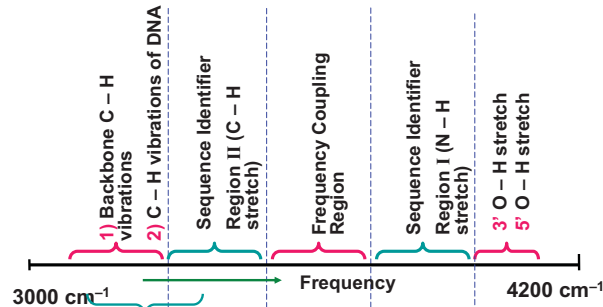 1) Backbone C – H
vibrations
2) C – H vibrations of DNA
Sequence Identifier
Region II (C – H
stretch)
Frequency Coupling
Region
Sequence Identifier
Region I (N – H
stretch)
3’ O – H stretch
5’ O – H stretch
Frequency
3000 cm⁻¹
4200 cm⁻¹